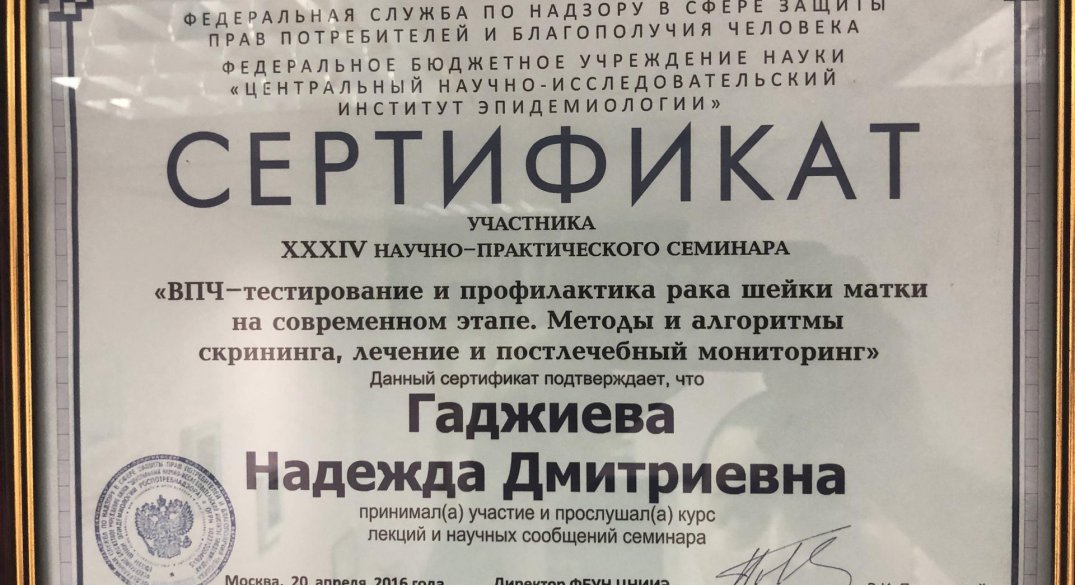 ФЕДЕРАЛЬНАЯ СЛУЖБА ПО НАДЗОРУ В СФЕРЕ ЗАЩИТЫ
ПРАВ ПОТРЕБИТЕЛЕЙ И БЛАГОПОЛУЧИЯ ЧЕЛОВЕКА
ФЕДЕРАЛЬНОЕ БЮДЖЕТНОЕ УЧРЕЖДЕНИЕ НАУКИ
«ЦЕНТРАЛЬНЫЙ НАУЧНО-ИССЛЕДОВАТЕЛЬСКИЙ
ИНСТИТУТ ЭПИДЕМИОЛОГИИ»
СЕРТИФИКАТ
УЧАСТНИКА
XXXIV НАУЧНО-ПРАКТИЧЕСКОГО СЕМИНАРА
«ВПЧ-тестирование и профилактика рака шейки матки
на современном этапе. Методы и алгоритмы
скрининга, лечение и постлечебный мониторинг»
Данный сертификат подтверждает, что
Гаджиева
Надежда Дмитриевна
принимал(а) участие и прослушал(а) курс
лекций и научных сообщений семинара
Москва, 20 апреля 2016 года Директор ФБУН ЦНИИЭ